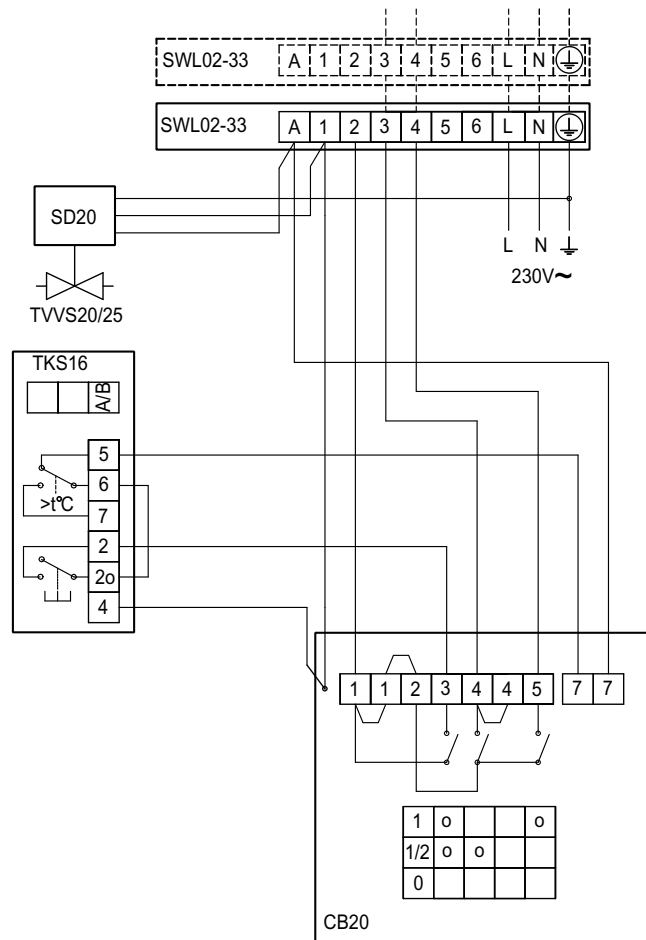 SWL02-33 A 1 2 3 4 5 6 L N
SWL02-33 A 1 2 3 4 5 6 L N
SD20
L N
230V~
TVVS20/25
TKS16
A/B
5
6
>t°C
7
2
2o
4
1 1 2 3 4 4 5 7 7
1 o o
1/2 o o
0
CB20